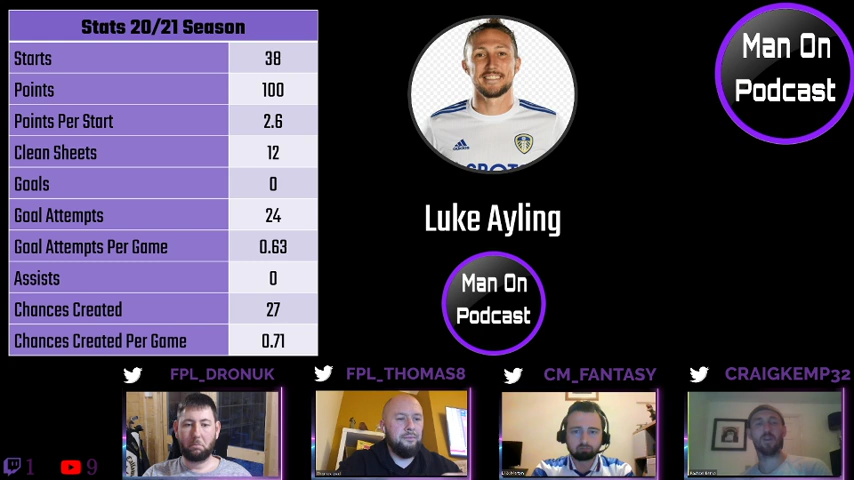 Stats 20/21 Season
Starts 38
Points 100
Points Per Start 2.6
Clean Sheets 12
Goals 0
Goal Attempts 24
Goal Attempts Per Game 0.63
Assists 0
Chances Created 27
Chances Created Per Game 0.71
Luke Ayling
Man On
Podcast
Man On
Podcast
FPL_DRONUK
FPL_THOMAS8
CM_FANTASY
CRAIGKEMP32
1
9